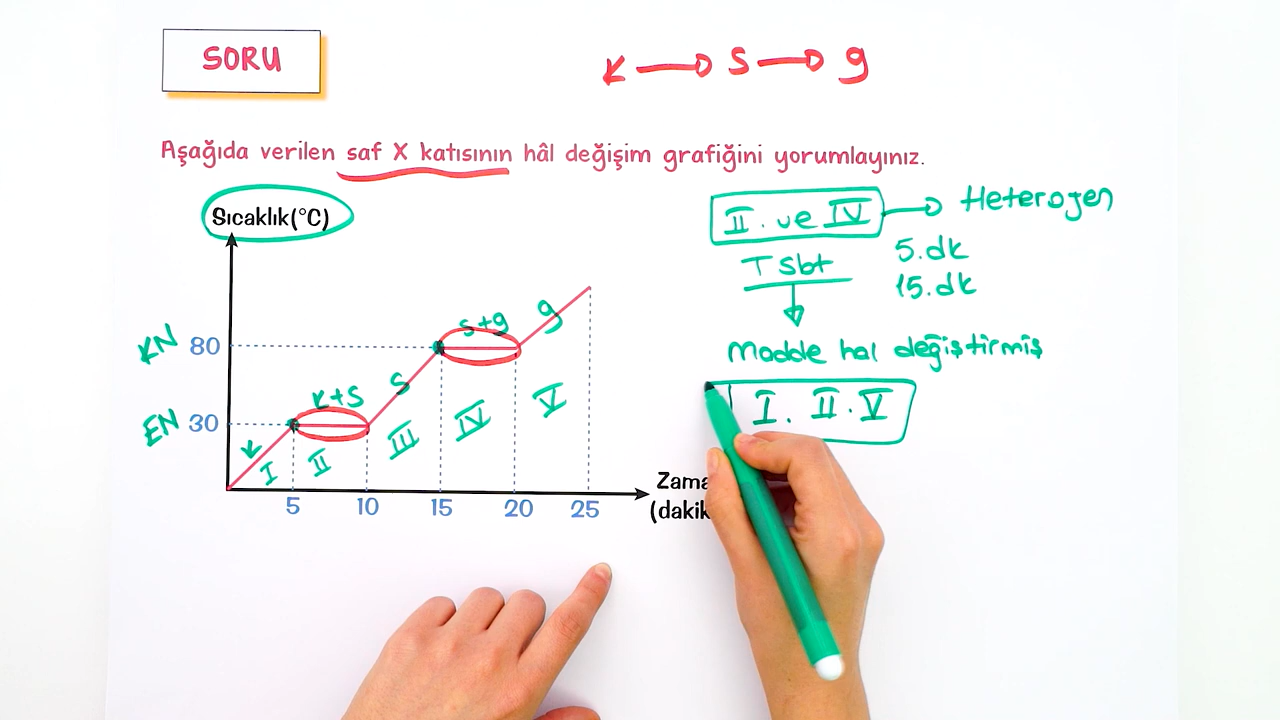 SORU
K → s → g
Aşağıda verilen saf X katısının hâl değişim grafiğini yorumlayınız.
Sıcaklık(°C)
KN 80
EN 30
K
K+S
S
S+g
g
I II III IV V
5 10 15 20 25
Zama
(dakik
II. ve IV → Heterojen
T sbt
5.dk
15.dk
Madde hal değiştirmiş
I. II. V